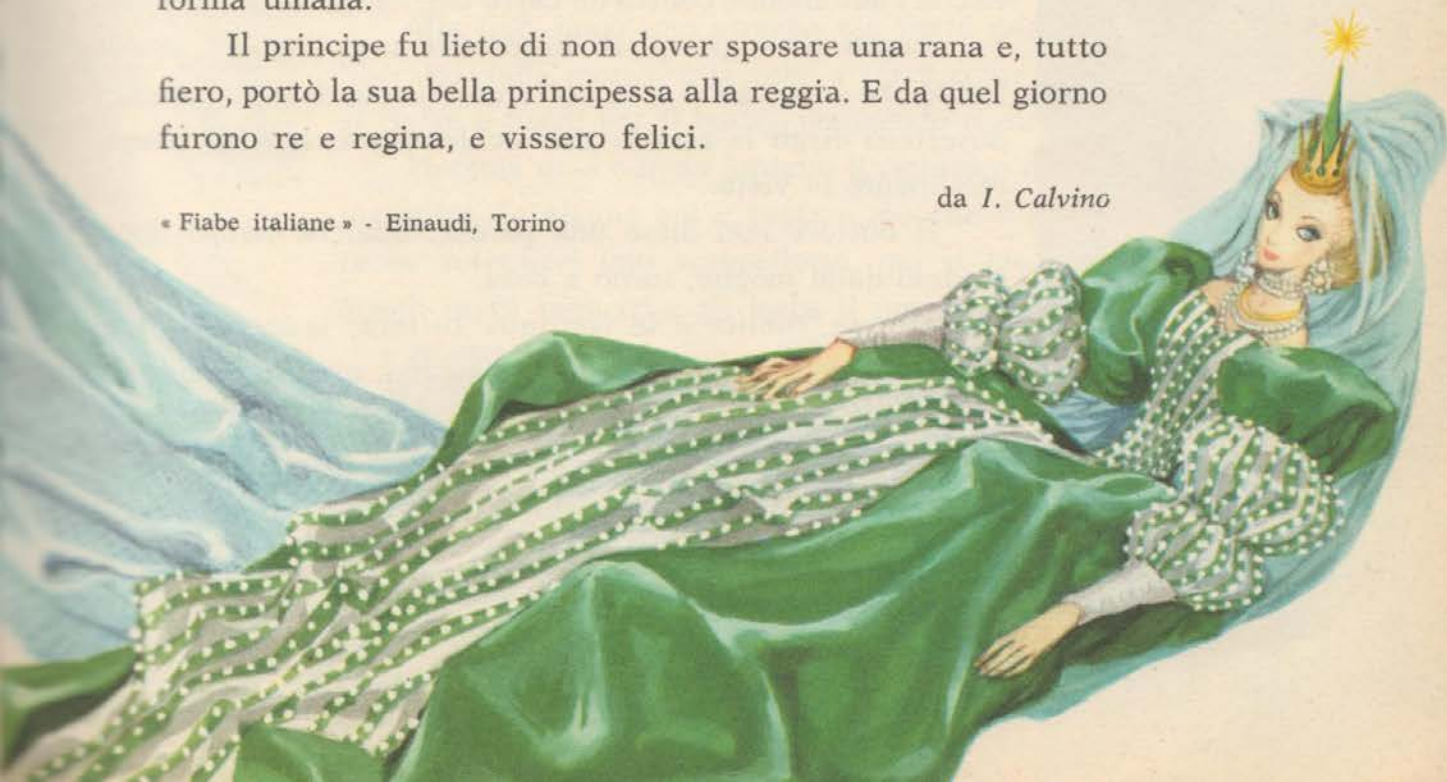 forma umana.
Il principe fu lieto di non dover sposare una rana e, tutto
fiero, portò la sua bella principessa alla reggia. E da quel giorno
furono re e regina, e vissero felici.
da I. Calvino
« Fiabe italiane » - Einaudi, Torino